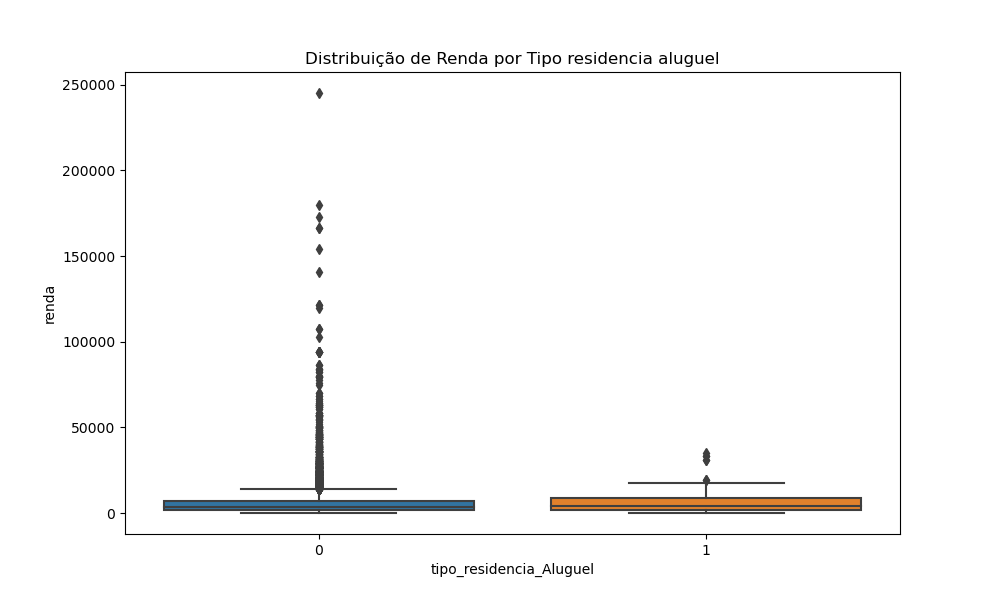 Distribuição de Renda por Tipo residencia aluguel
250000
200000
150000
100000
50000
0
renda
0
1
tipo_residencia_Aluguel